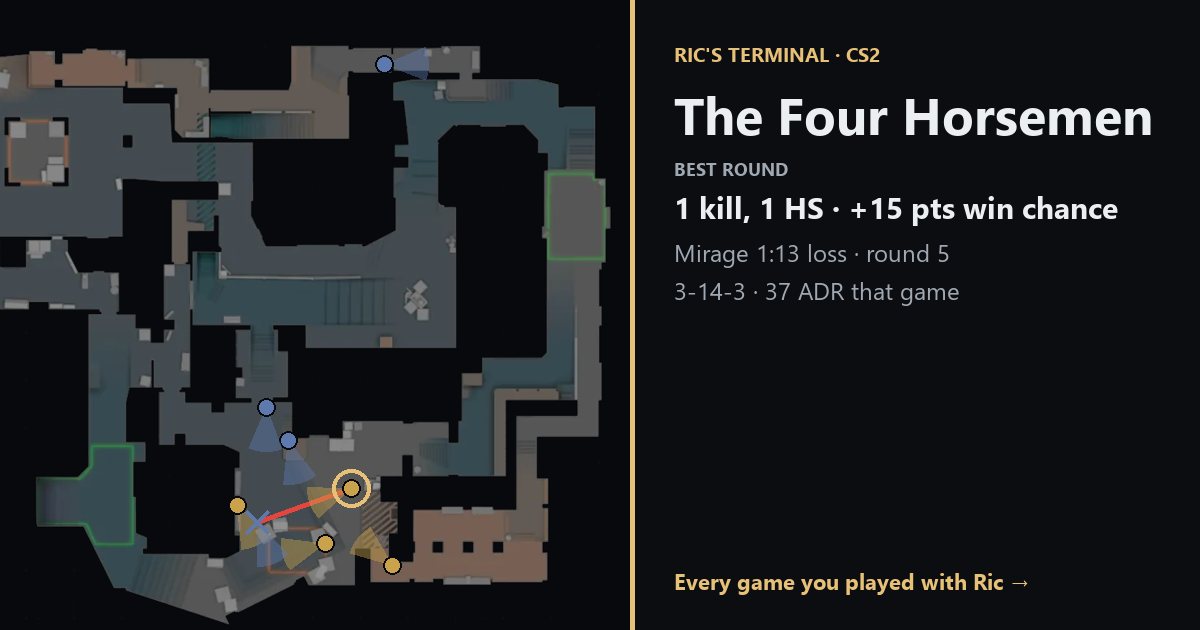 RIC'S TERMINAL · CS2
The Four Horsemen
BEST ROUND
1 kill, 1 HS · +15 pts win chance
Mirage 1:13 loss · round 5
3-14-3 · 37 ADR that game
Every game you played with Ric →